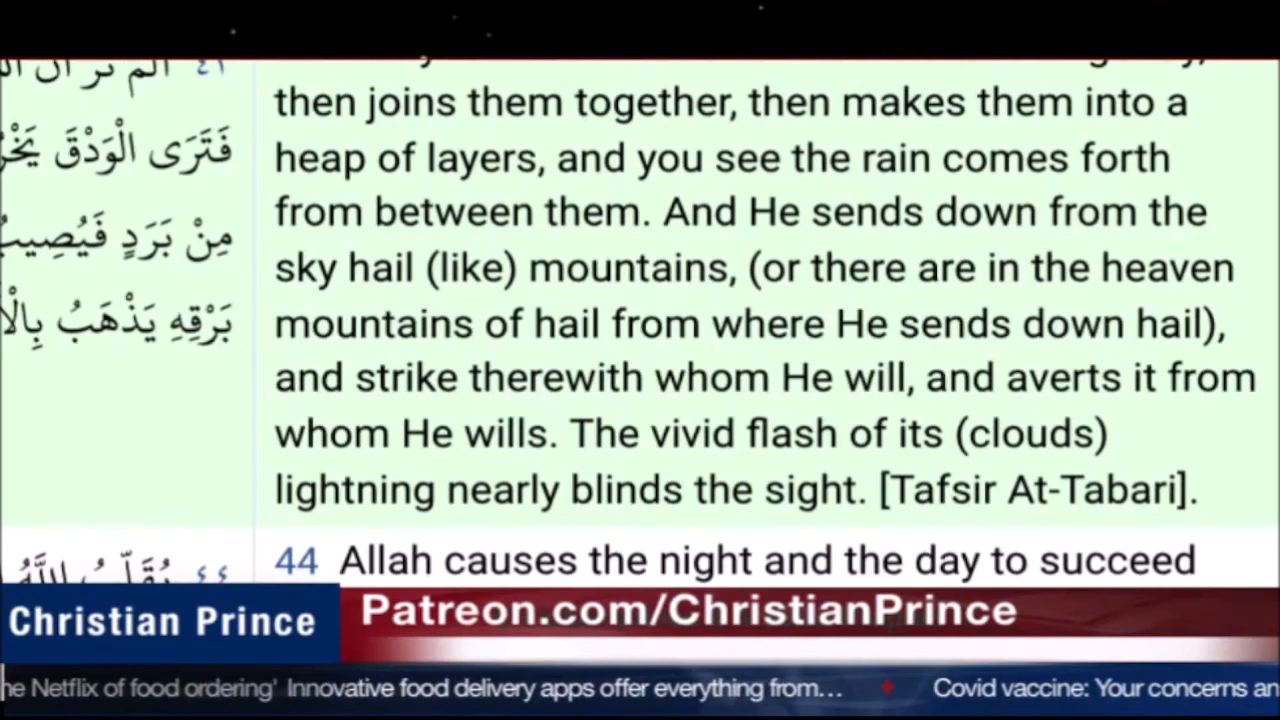 then joins them together, then makes them into a
heap of layers, and you see the rain comes forth
from between them. And He sends down from the
sky hail (like) mountains, (or there are in the heaven
mountains of hail from where He sends down hail),
and strike therewith whom He will, and averts it from
whom He wills. The vivid flash of its (clouds)
lightning nearly blinds the sight. [Tafsir At-Tabari].
44 Allah causes the night and the day to succeed
فَتَرَى الْوَدْقَ
مِنْ بَرَدٍ
بَرْقِهِ يَذْهَبُ
Christian Prince
Patreon.com/ChristianPrince
Netflix of food ordering' Innovative food delivery apps offer everything from... Covid vaccine: Your concerns